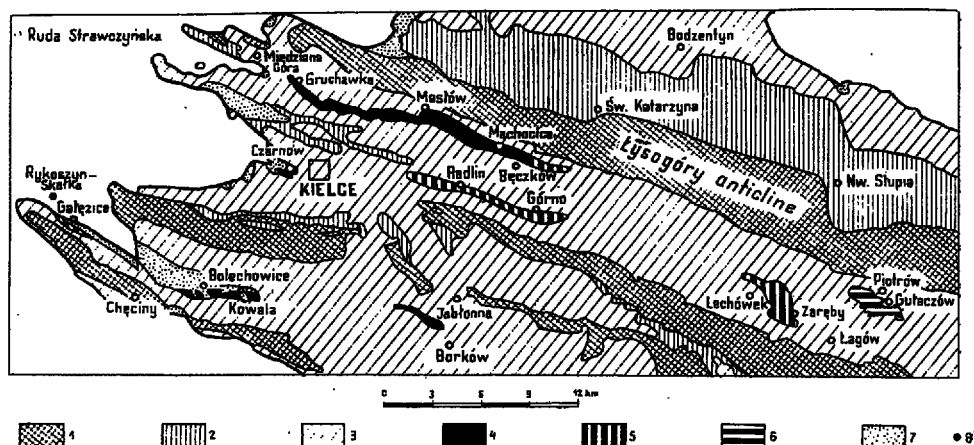 Ruda Strawczyńska
Bodzentyn
Miedziana
Góra
Gruchawka
Masłów
Św. Katarzyna
Mąchocice
Czarnów
KIELCE
Bęczków
Łysogóry anticline
Rykoszyn-
Skałka
Radlin
Nw. Słupia
Gałęzice
Górno
Bolechowice
Piotrów
Lechówek
Gułaczów
Chęciny
Kowala
Jabłonna
Zaręby
Łagów
Borków
0 3 6 9 12 km
1 2 3 4 5 6 7 8